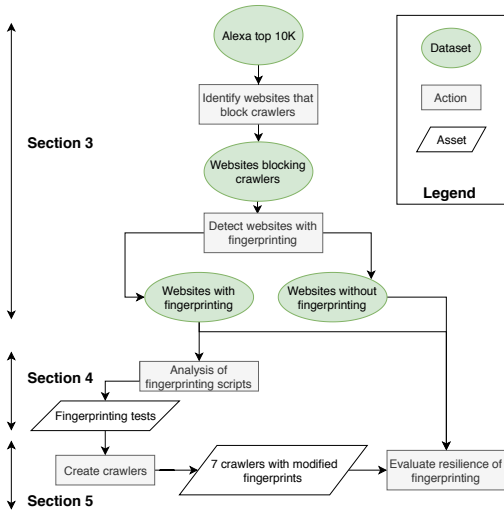 Alexa top 10K
Identify websites that
block crawlers
Section 3
Websites blocking
crawlers
Detect websites with
fingerprinting
Websites with
fingerprinting
Websites without
fingerprinting
Dataset
Action
Asset
Legend
Section 4
Analysis of
fingerprinting scripts
Fingerprinting tests
Create crawlers
7 crawlers with modified
fingerprints
Evaluate resilience of
fingerprinting
Section 5